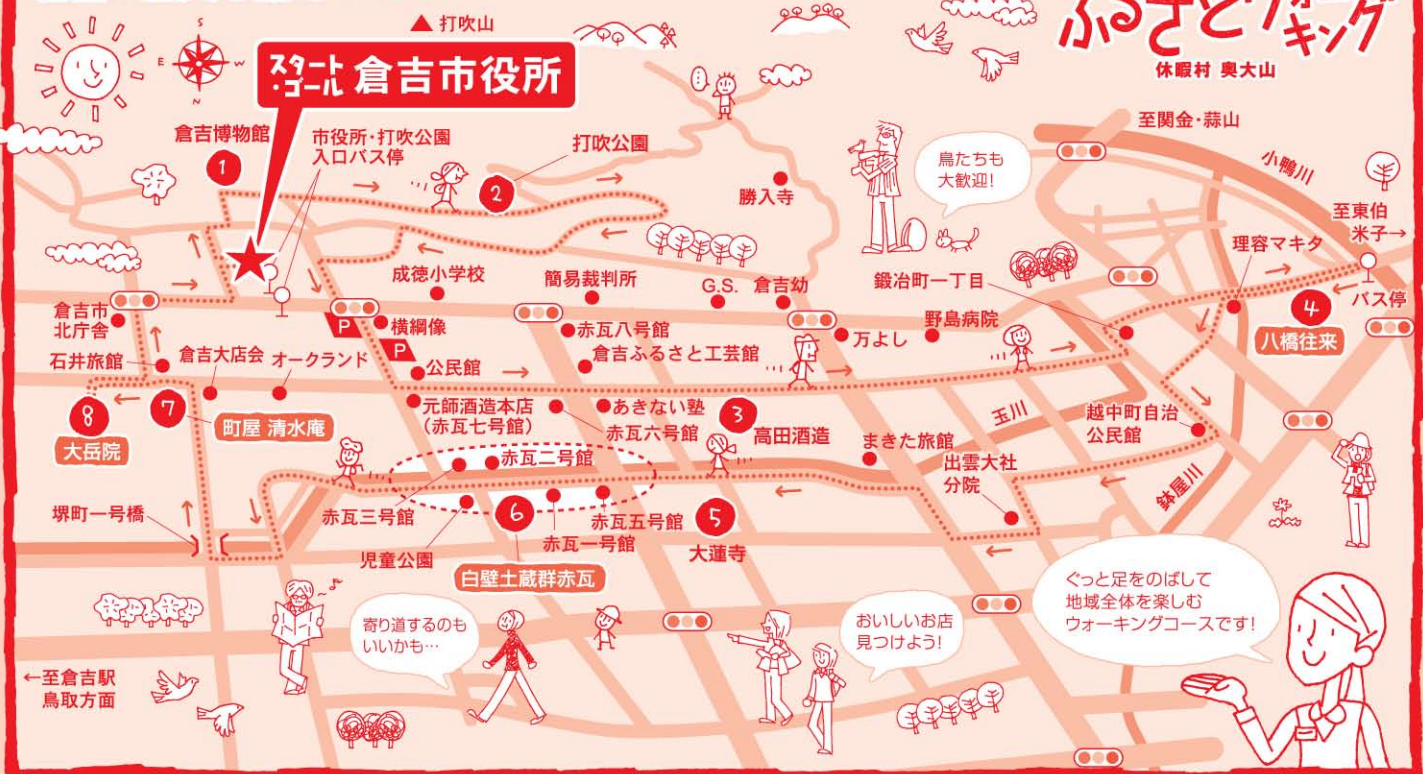 ▲打吹山
ふるさとウォーキング
休暇村 奥大山
S
E
W
N
スタート
・ゴール 倉吉市役所
倉吉博物館
1
市役所・打吹公園
入口バス停
打吹公園
2
勝入寺
鳥たちも
大歓迎!
至関金・蒜山
小鴨川
至東伯
米子→
理容マキタ
バス停
4
八橋往来
成徳小学校
簡易裁判所
G.S.
倉吉幼
鍛冶町一丁目
倉吉市
北庁舎
P
横綱像
赤瓦八号館
万よし
野島病院
石井旅館
倉吉大店会
オークランド
P
公民館
倉吉ふるさと工芸館
8
大岳院
7
町屋 清水庵
元帥酒造本店
(赤瓦七号館)
赤瓦六号館
あきない塾
3
高田酒造
まきた旅館
玉川
越中町自治
公民館
出雲大社
分院
鉢屋川
赤瓦二号館
赤瓦三号館
堺町一号橋
児童公園
6
赤瓦一号館
赤瓦五号館
白壁土蔵群赤瓦
5
大蓮寺
寄り道するのも
いいかも…
おいしいお店
見つけよう!
ぐっと足をのばして
地域全体を楽しむ
ウォーキングコースです!
←至倉吉駅
鳥取方面